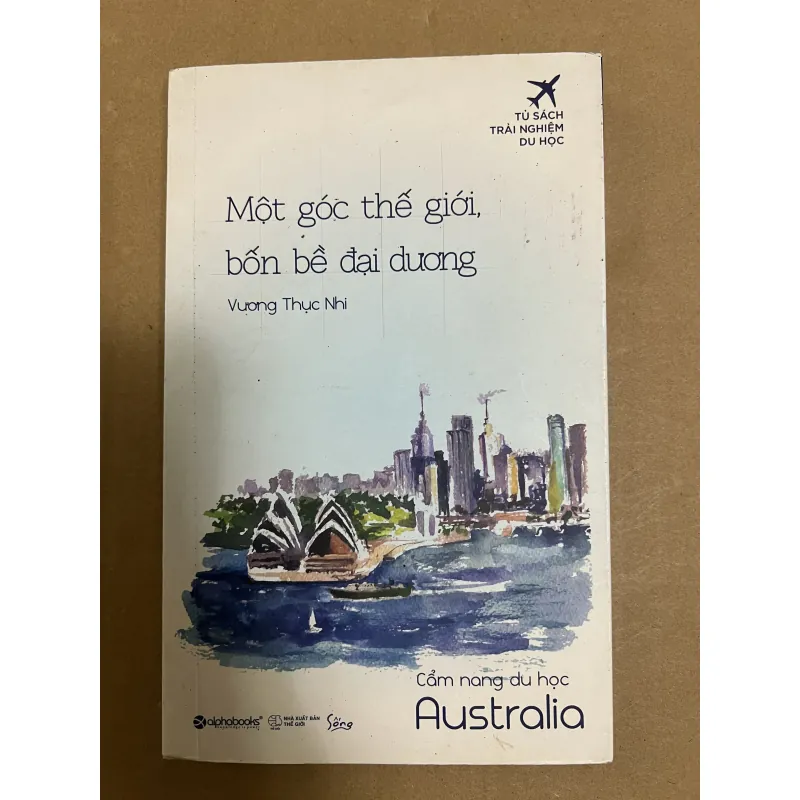 TỦ SÁCH
TRẢI NGHIỆM
DU HỌC
Một góc thế giới,
bốn bề đại dương
Vương Thục Nhi
Cẩm nang du học
Australia
alphabooks®
NHÀ XUẤT BẢN
THẾ GIỚI
Sống